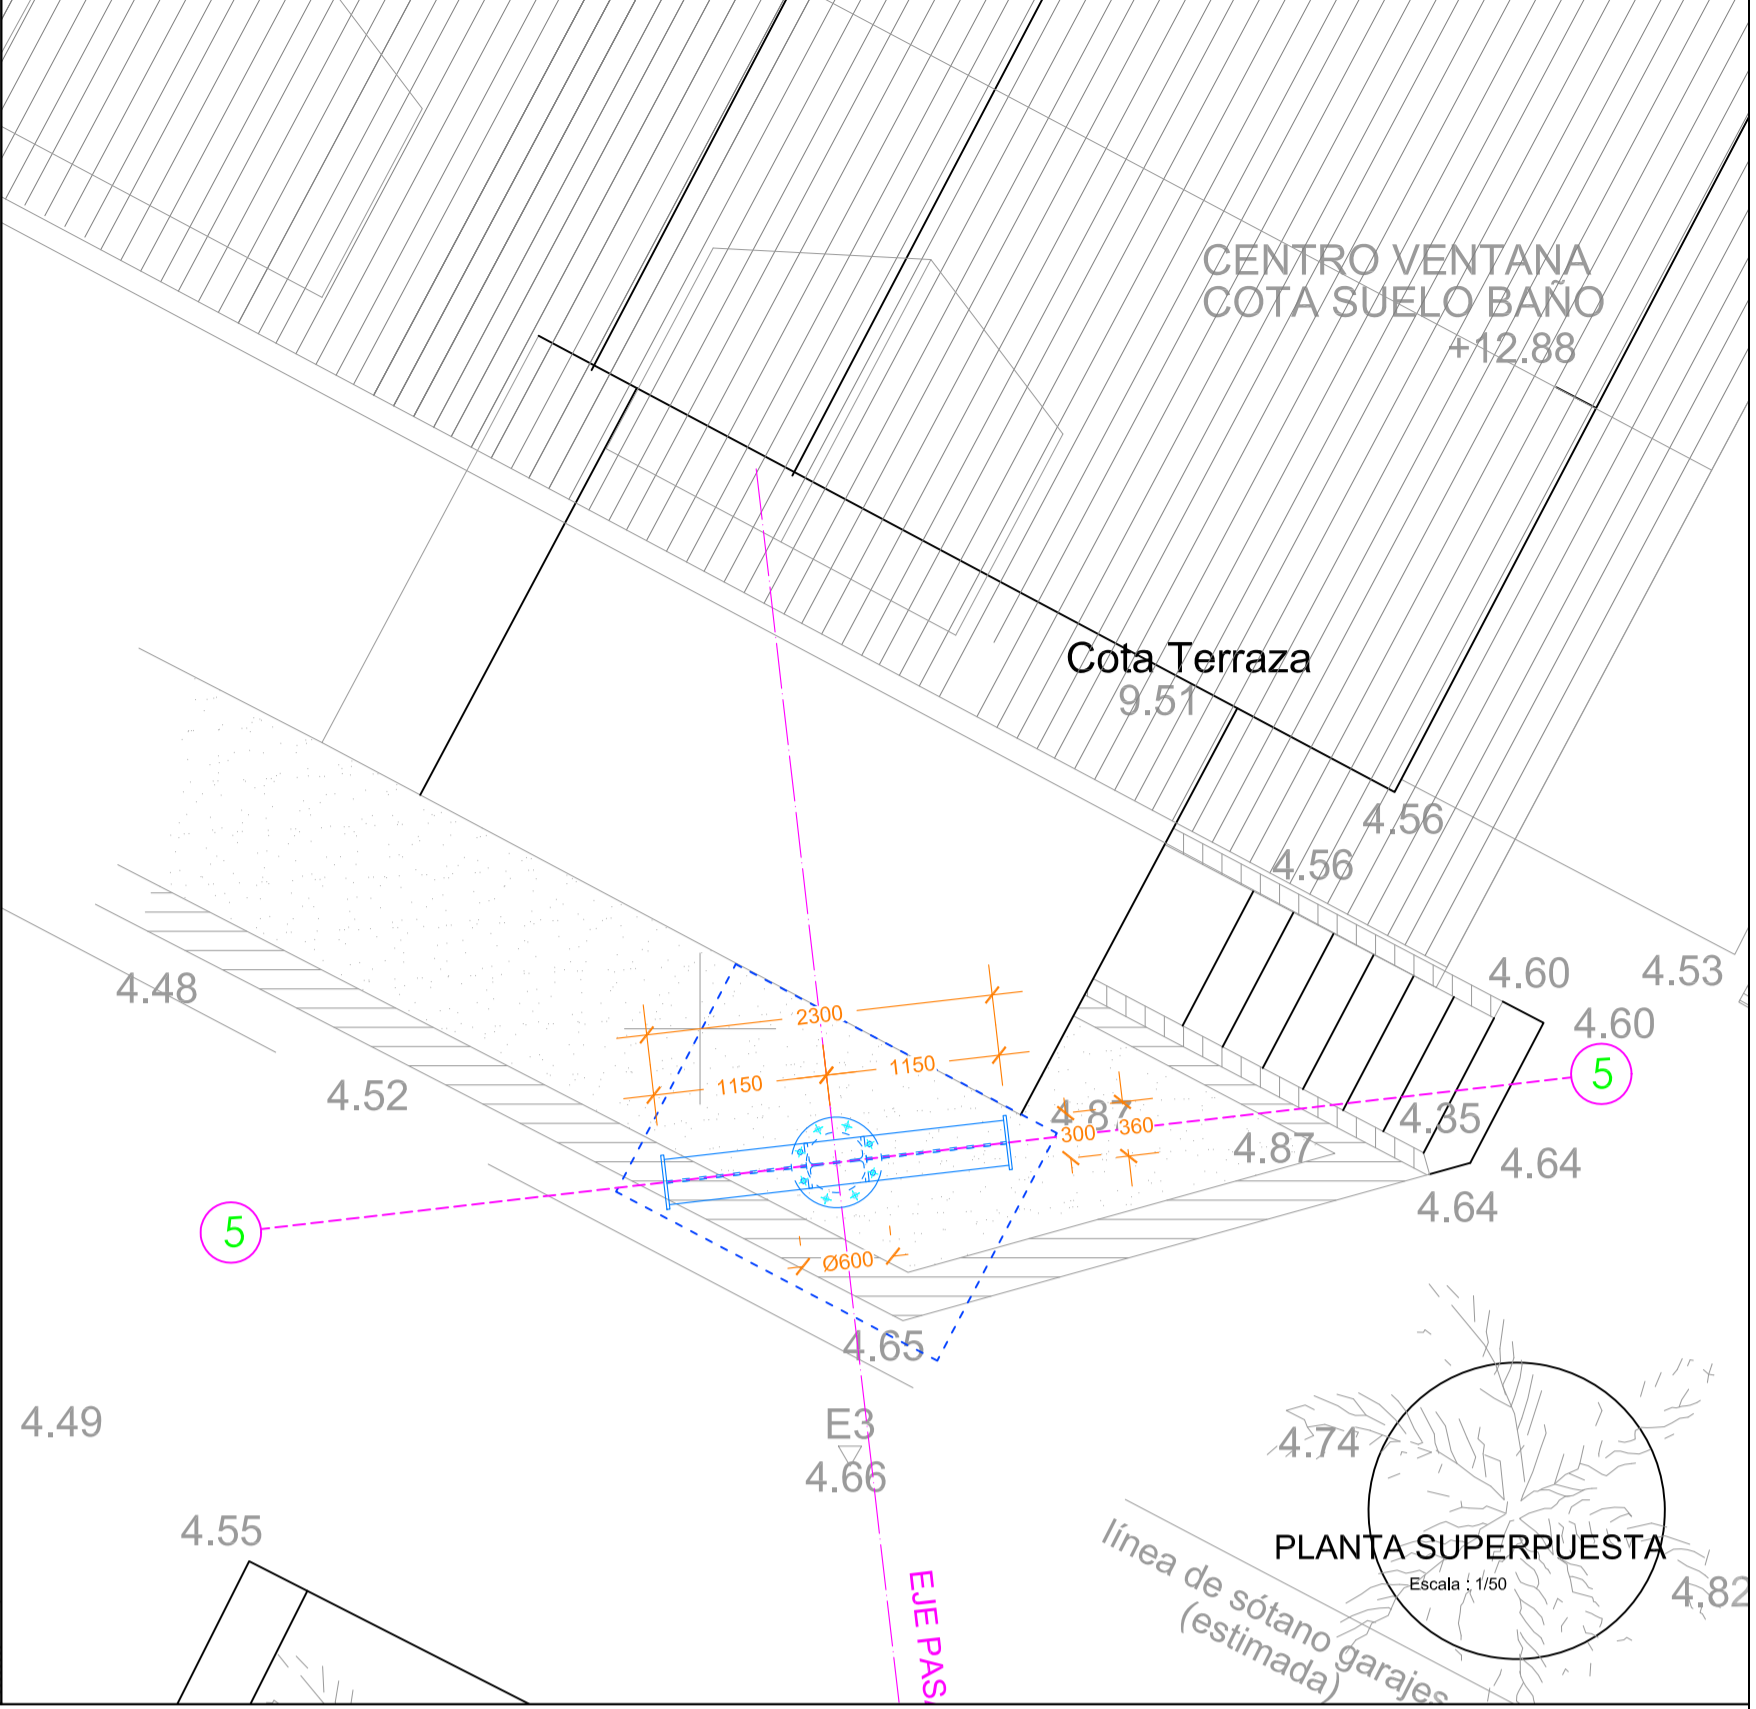 CENTRO VENTANA
COTA SUELO BAÑO
+12.88
Cota Terraza
9.51
4.56
4.56
4.60
4.53
4.60
4.48
2300
1150
1150
4.52
5
4.87
300
360
4.35
4.87
4.64
4.64
5
Ø600
4.65
4.49
E3
4.66
4.74
4.55
PLANTA SUPERPUESTA
Escala : 1/50
4.82
línea de sótano garajes
(estimada)
EJE PAS